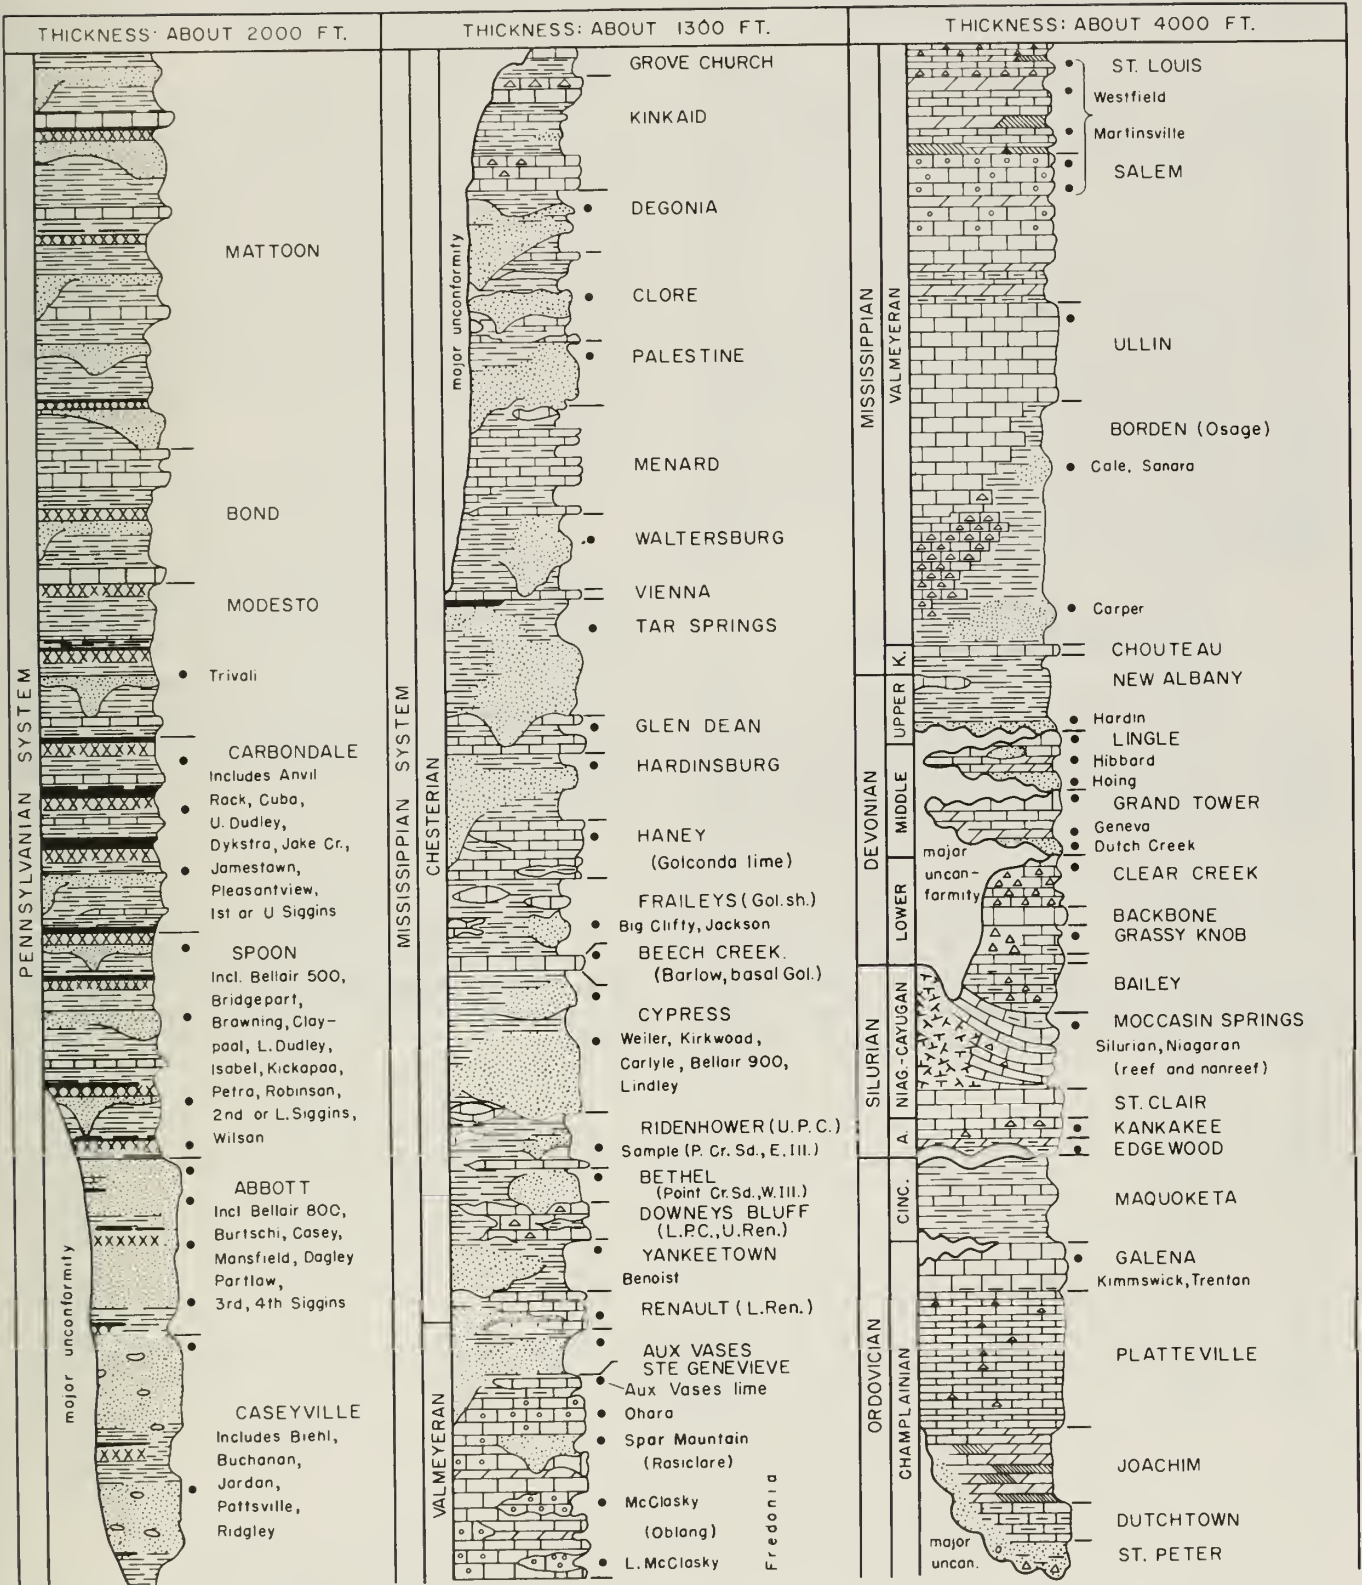 THICKNESS: ABOUT 2000 FT.
PENNSYLVANIAN SYSTEM
MATTOON
BOND
MODESTO
Trivali
CARBONDALE
Includes Anvil
Rock, Cuba,
U. Dudley,
Dykstra, Jake Cr.,
Jamestown,
Pleasantview,
1st or U Siggins
SPOON
Incl. Bellair 500,
Bridgeport,
Browning, Clay-
pool, L. Dudley,
Isabel, Kickapoo,
Petro, Robinson,
2nd or L. Siggins,
Wilson
ABBOTT
Incl Bellair 800,
Burtschi, Casey,
Mansfield, Dagley
Partlow,
3rd, 4th Siggins
major unconformity
CASEYVILLE
Includes Biehl,
Buchanan,
Jordan,
Pottsville,
Ridgley
THICKNESS: ABOUT 1300 FT.
MISSISSIPPIAN SYSTEM
CHESTERIAN
VALMEYERAN
major unconformity
GROVE CHURCH
KINKAID
DEGONIA
CLORE
PALESTINE
MENARD
WALTERSBURG
VIENNA
TAR SPRINGS
GLEN DEAN
HARDINSBURG
HANEY
(Golconda lime)
FRAILEYS (Gol. sh.)
Big Clifty, Jackson
BEECH CREEK.
(Barlow, basal Gol.)
CYPRESS
Weiler, Kirkwood,
Carlyle, Bellair 900,
Lindley
RIDENHOWER (U.P.C.)
Sample (P. Cr. Sd., E. Ill.)
BETHEL
(Point Cr. Sd., W. Ill.)
DOWNEYS BLUFF
(L.P.C., U. Ren.)
YANKEETOWN
Benoist
RENAULT (L. Ren.)
AUX VASES
STE GENEVIEVE
Aux Vases lime
Ohara
Spar Mountain
(Rosiclare)
McClosky
(Oblong)
L. McClosky
Fredonia
THICKNESS: ABOUT 4000 FT.
MISSISSIPPIAN
VALMEYERAN
ST. LOUIS
Westfield
Martinsville
SALEM
ULLIN
BORDEN (Osage)
Cole, Sonora
Carper
K.
CHOUTEAU
DEVONIAN
UPPER
NEW ALBANY
Hardin
MIDDLE
LINGLE
Hibbard
Hoing
GRAND TOWER
Geneva
Dutch Creek
LOWER
major
uncon-
formity
CLEAR CREEK
BACKBONE
GRASSY KNOB
BAILEY
SILURIAN
NIAG.-CAYUGAN
MOCCASIN SPRINGS
Silurian, Niagaran
(reef and nonreef)
ST. CLAIR
A.
KANKAKEE
EDGEWOOD
ORDOVICIAN
CINC.
MAQUOKETA
CHAMPLAINIAN
GALENA
Kimmswick, Trenton
PLATTEVILLE
JOACHIM
DUTCHTOWN
major
uncon.
ST. PETER